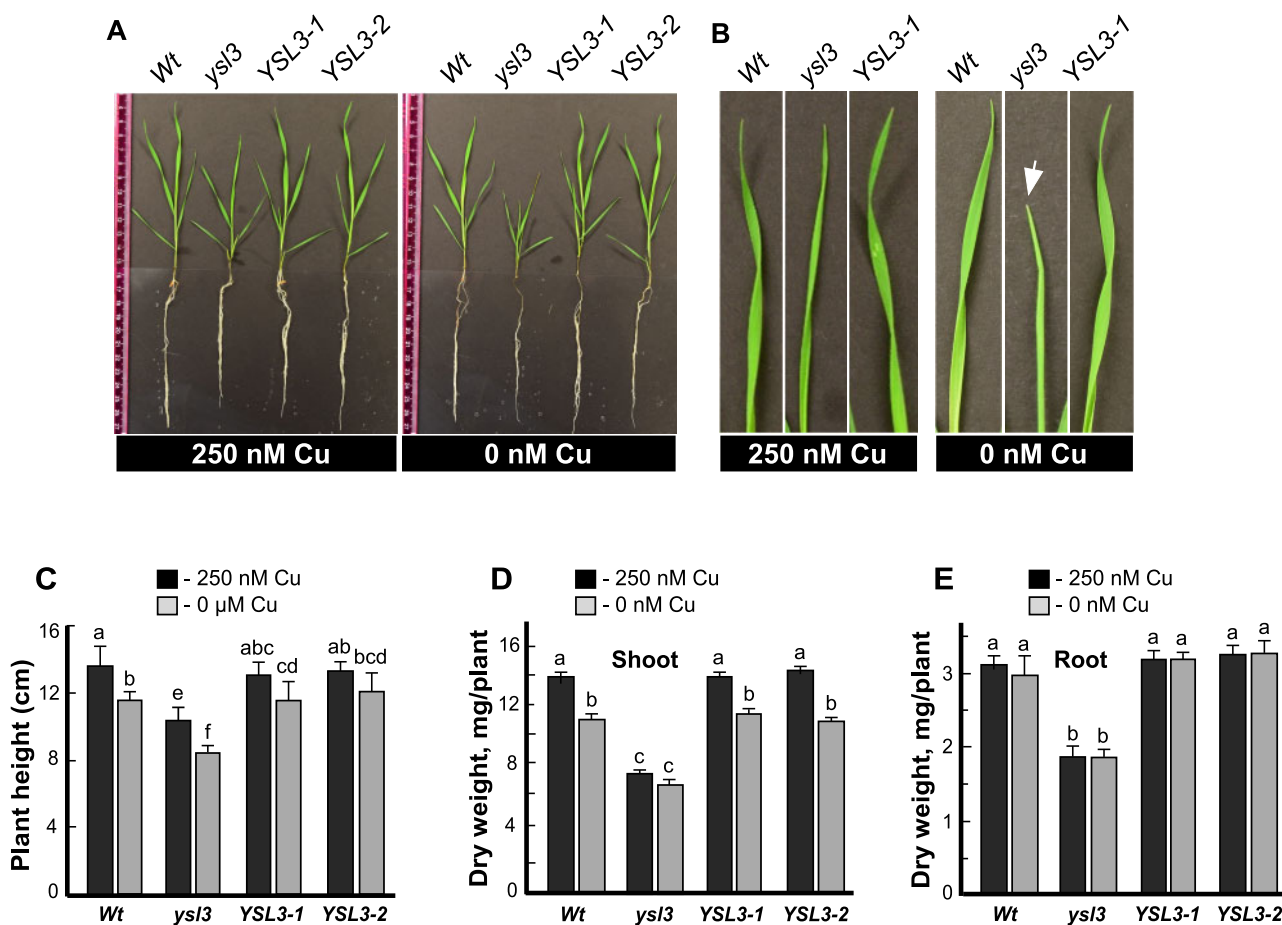 A
Wt ysl3 YSL3-1 YSL3-2 Wt ysl3 YSL3-1 YSL3-2
250 nM Cu 0 nM Cu
B
Wt ysl3 YSL3-1 Wt ysl3 YSL3-1
250 nM Cu 0 nM Cu
C
- 250 nM Cu
- 0 µM Cu
Plant height (cm)
16
12
8
4
0
a b e f abc cd ab bcd
Wt ysl3 YSL3-1 YSL3-2
D
- 250 nM Cu
- 0 nM Cu
Shoot
Dry weight, mg/plant
16
14
12
8
4
0
a b c c a b a b
Wt ysl3 YSL3-1 YSL3-2
E
- 250 nM Cu
- 0 nM Cu
Root
Dry weight, mg/plant
3
2
1
0
a a b b a a a a
Wt ysl3 YSL3-1 YSL3-2